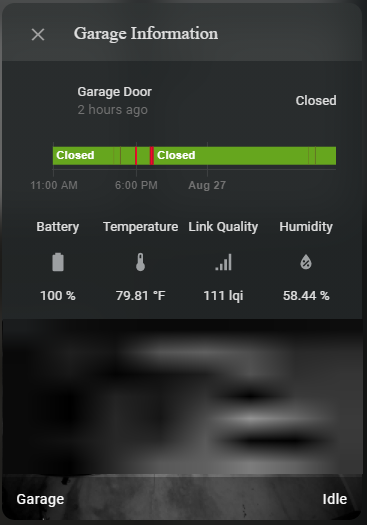 Garage Information
Garage Door
2 hours ago
Closed
Closed Closed
11:00 AM 6:00 PM Aug 27
Battery Temperature Link Quality Humidity
100 % 79.81 °F 111 lqi 58.44 %
Garage Idle